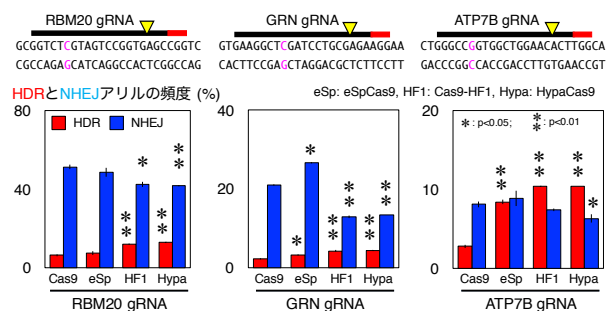 RBM20 gRNA GRN gRNA ATP7B gRNA
GCGGTCTCGTAGTCCGGTGAGCCGGTC GTGAAGGCTCGATCCTGCGAGAAGGAA CTGGGCCGGTGGCTGGAACACTTGGCA
CGCCAGAGCATCAGGCCACTCGGCCAG CACTTCCGAGCTAGGACGCTCTTCCTT GACCCGGCCACCGACCTTGTGAACCGT
HDRとNHEJアリルの頻度 (%) eSp: eSpCas9, HF1: Cas9-HF1, Hypa: HypaCas9
80
40
0
HDR
NHEJ
*
**
**
**
Cas9 eSp HF1 Hypa
RBM20 gRNA
40
20
0
*
*
**
**
**
**
Cas9 eSp HF1 Hypa
GRN gRNA
20
10
0
*: p<0.05; **: p<0.01
**
**
**
*
Cas9 eSp HF1 Hypa
ATP7B gRNA